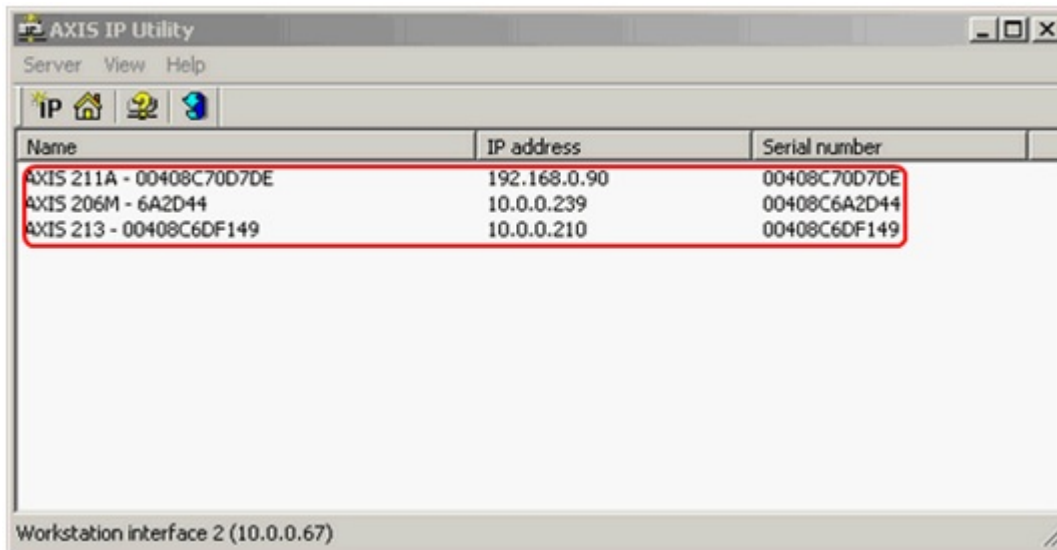 AXIS IP Utility
Server View Help
IP
Name IP address Serial number
AXIS 211A - 00408C70D7DE 192.168.0.90 00408C70D7DE
AXIS 206M - 6A2D44 10.0.0.239 00408C6A2D44
AXIS 213 - 00408C6DF149 10.0.0.210 00408C6DF149
Workstation interface 2 (10.0.0.67)